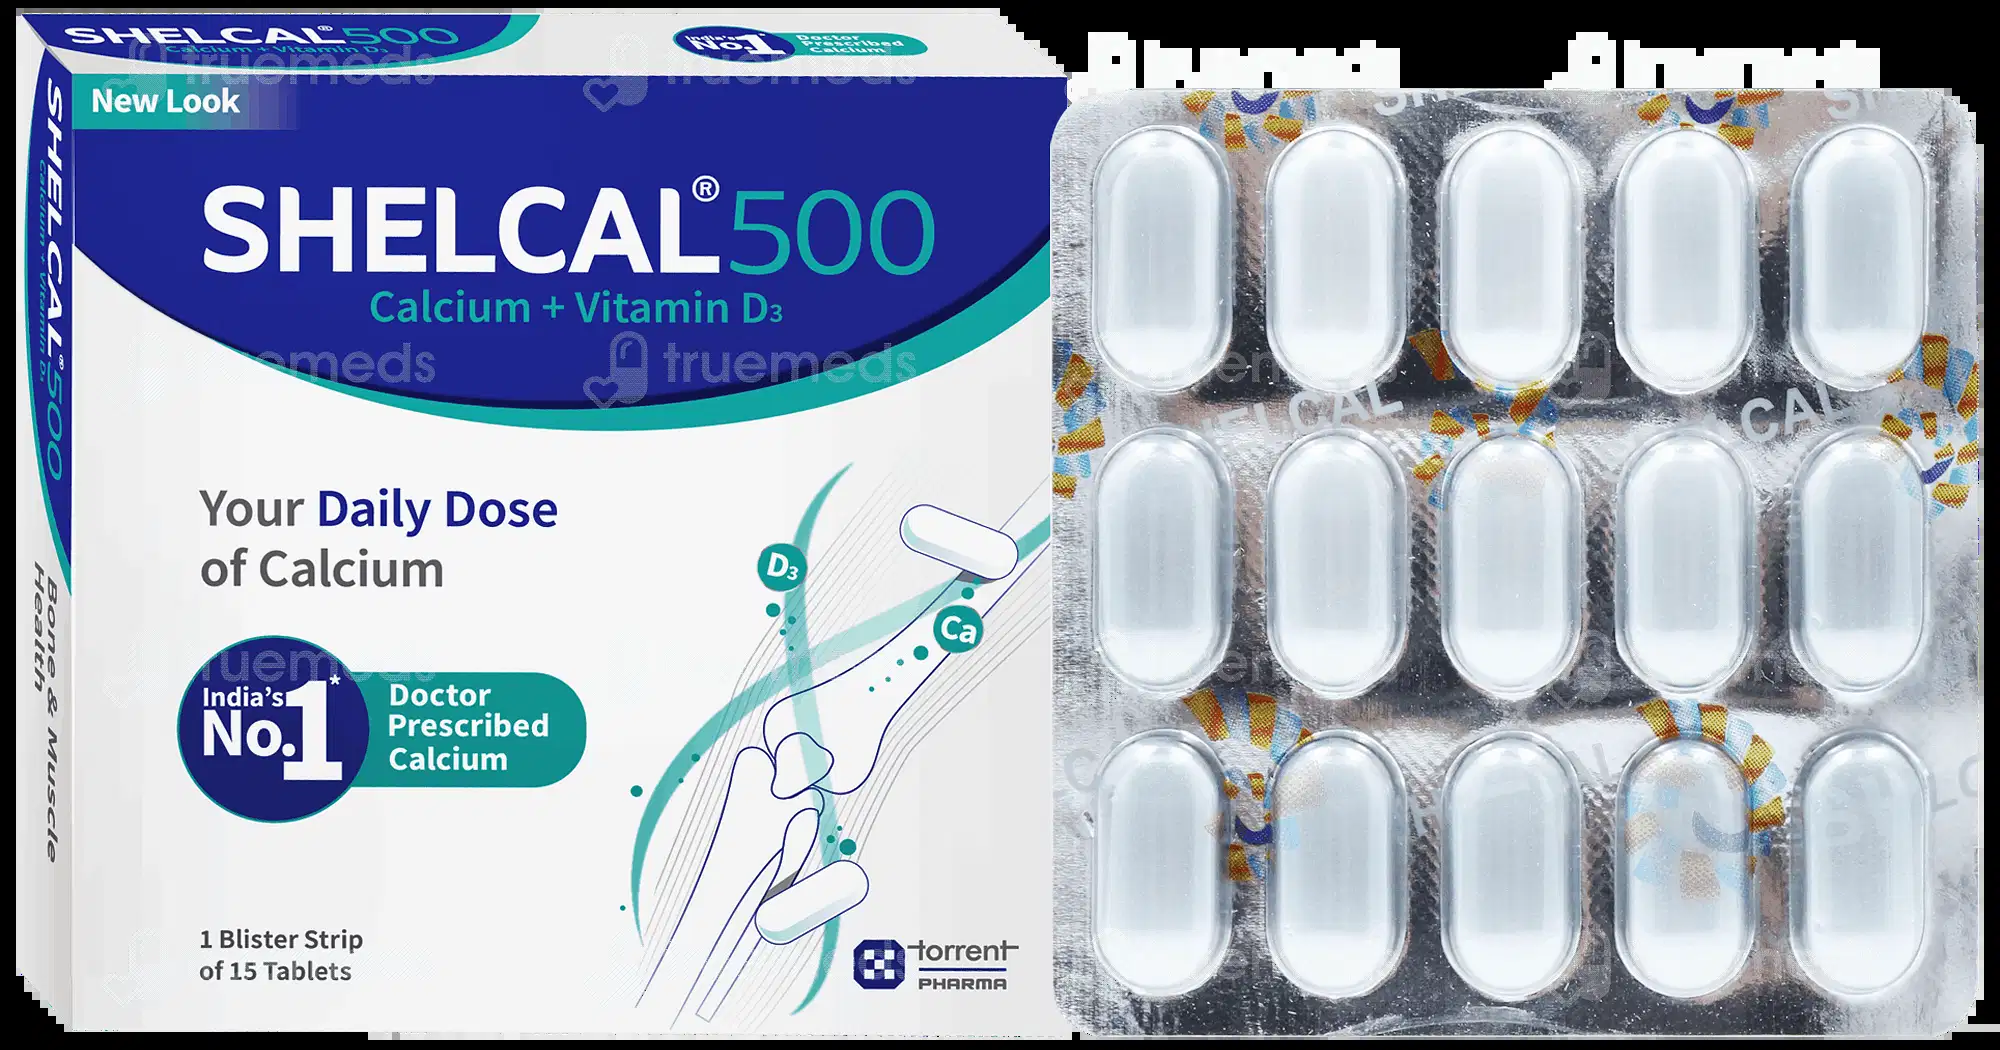 SHELCAL® 500
Calcium + Vitamin D₃
India's
No.1
Doctor
Prescribed
Calcium
New Look
SHELCAL® 500
Calcium + Vitamin D₃
SHELCAL® 500
Calcium + Vitamin D₃
Bone & Muscle
Health
Your Daily Dose
of Calcium
India's
No.1*
Doctor
Prescribed
Calcium
D₃
Ca
1 Blister Strip
of 15 Tablets
torrent
PHARMA
truemeds
truemeds
truemeds
truemeds
SHELCAL
CAL